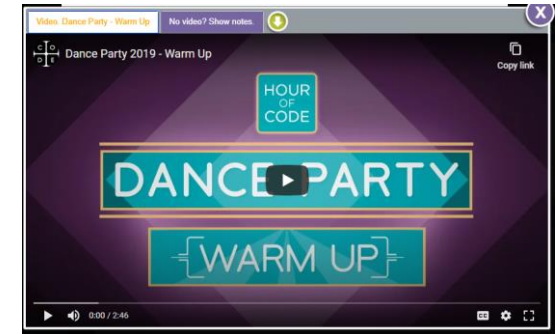 Video: Dance Party - Warm Up
No video? Show notes.
X
C O
D E
Dance Party 2019 - Warm Up
Copy link
HOUR
OF
CODE
DANCE PARTY
WARM UP
0:00 / 2:46
CC